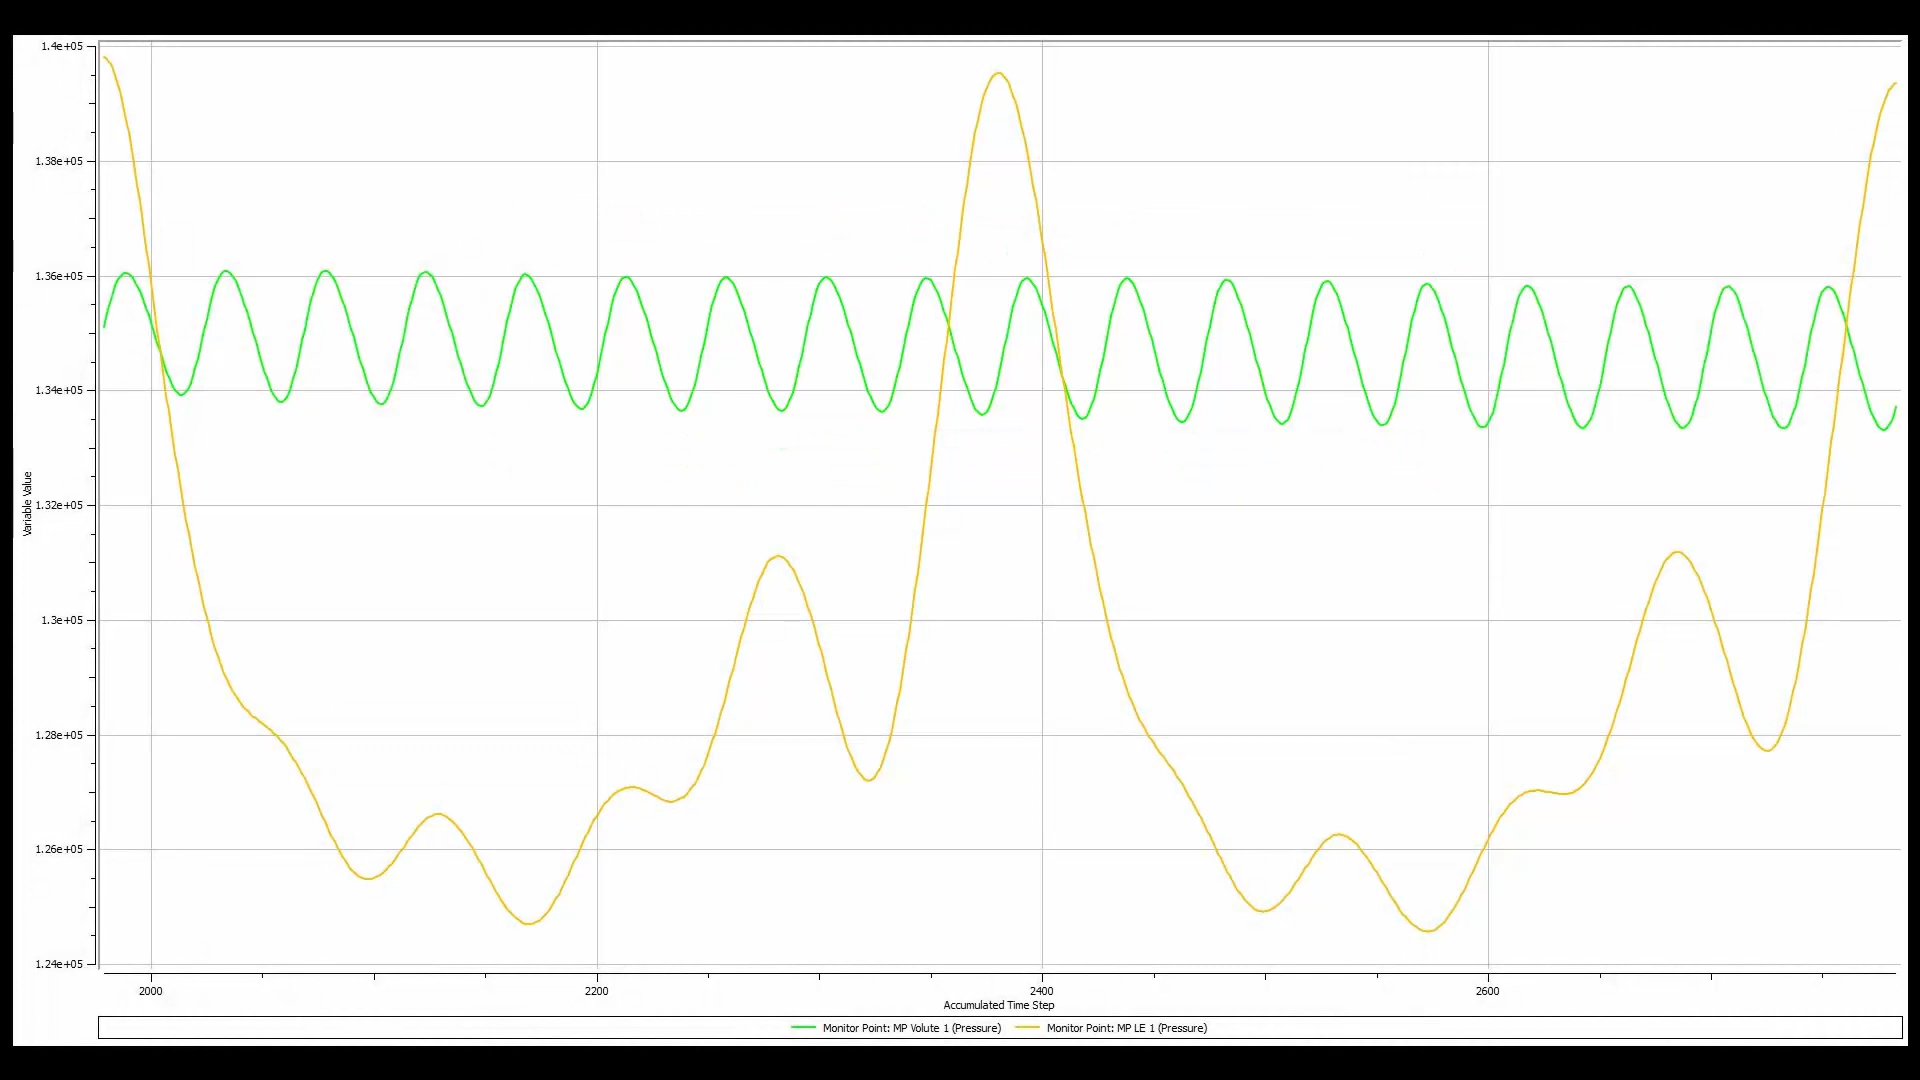 1.4e+05
1.38e+05
1.36e+05
1.34e+05
1.32e+05
1.3e+05
1.28e+05
1.26e+05
1.24e+05
Variable Value
2000 2200 2400 2600
Accumulated Time Step
Monitor Point: MP Volute 1 (Pressure) Monitor Point: MP LE 1 (Pressure)